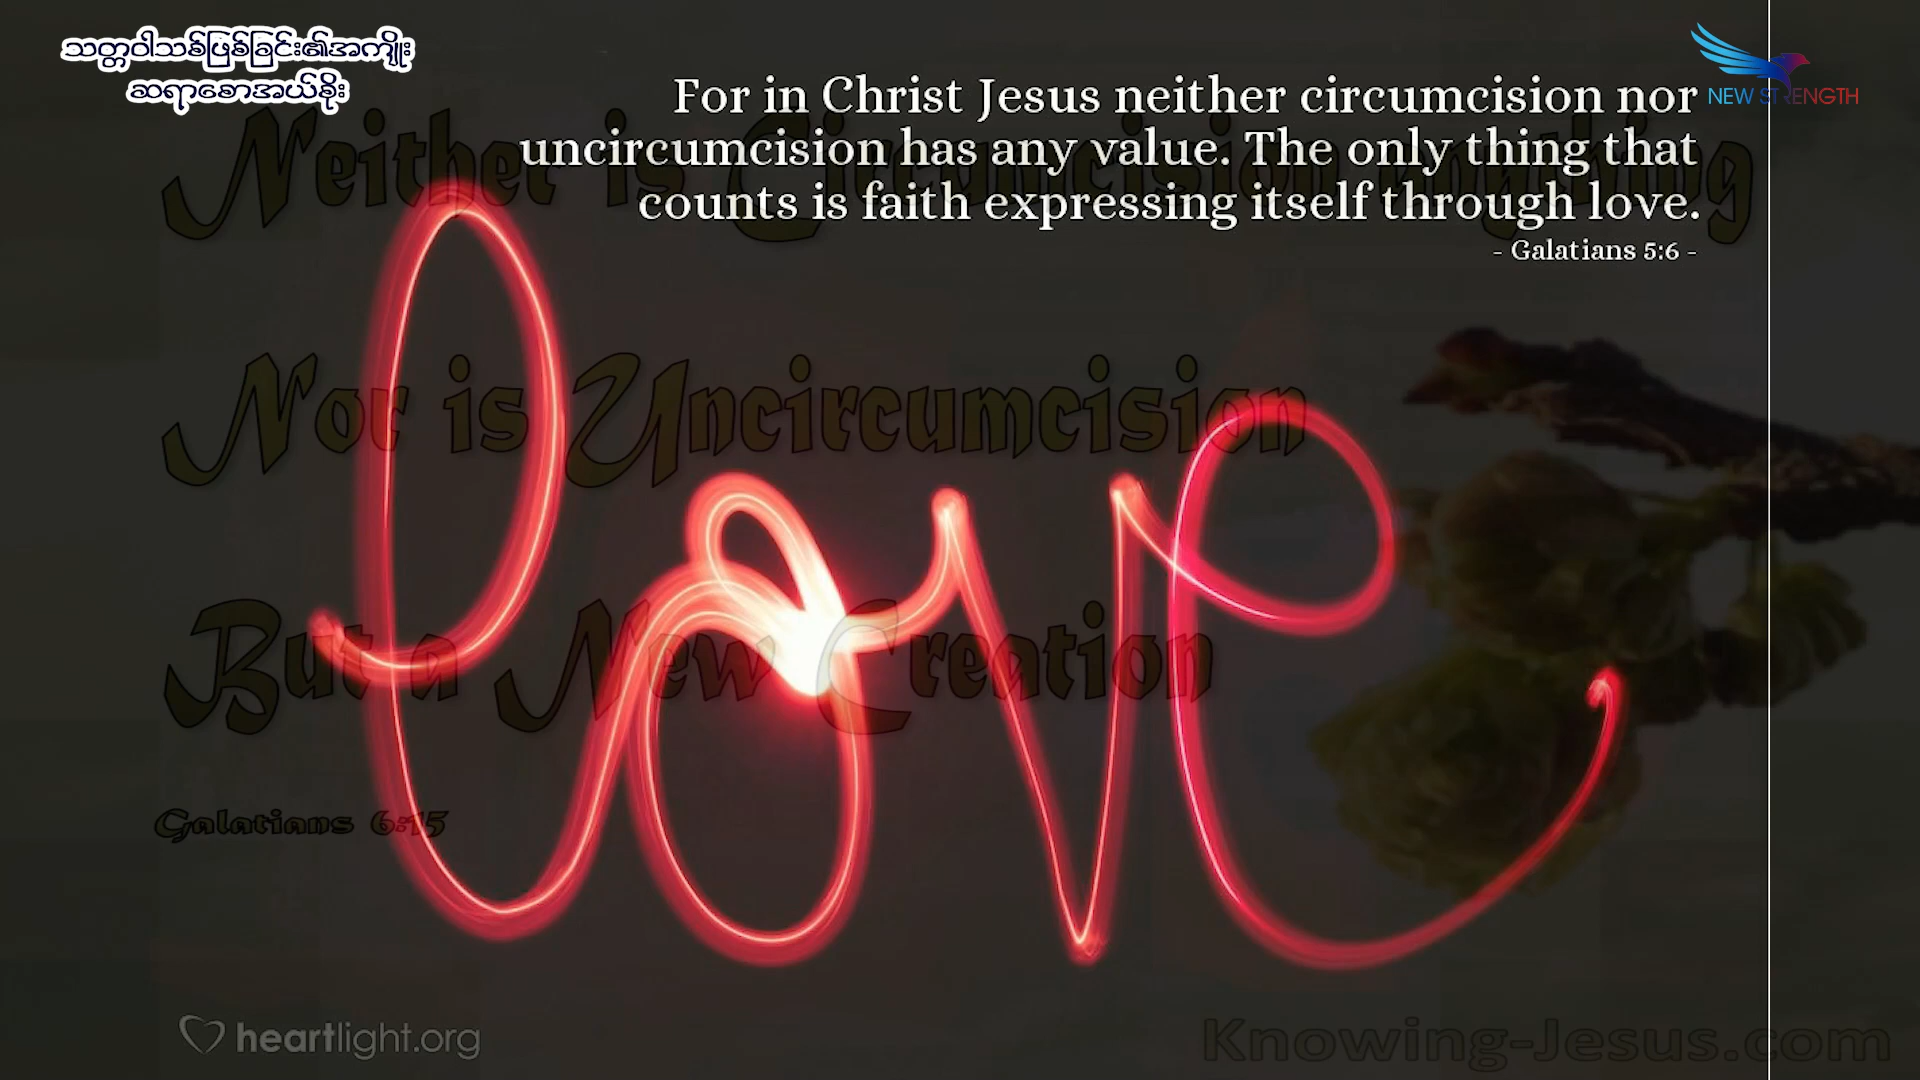 သတ္တဝါသစ်ဖြစ်ခြင်း၏အကျိုး
ဆရာစောအယ်စိုး
NEW STRENGTH
For in Christ Jesus neither circumcision nor
uncircumcision has any value. The only thing that
counts is faith expressing itself through love.
- Galatians 5:6 -
Neither is Circumcision anything
Nor is Uncircumcision
But a New Creation
Galatians 6:15
love
heartlight.org
Knowing-Jesus.com